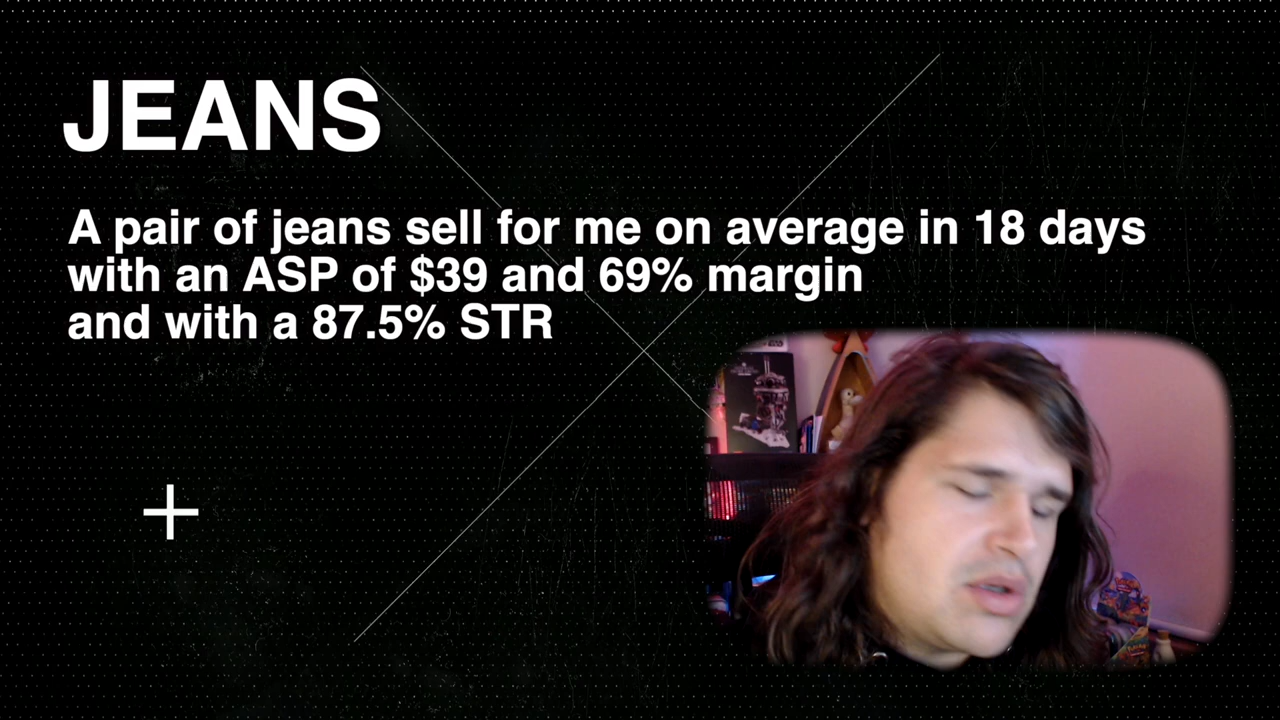 JEANS
A pair of jeans sell for me on average in 18 days
with an ASP of $39 and 69% margin
and with a 87.5% STR